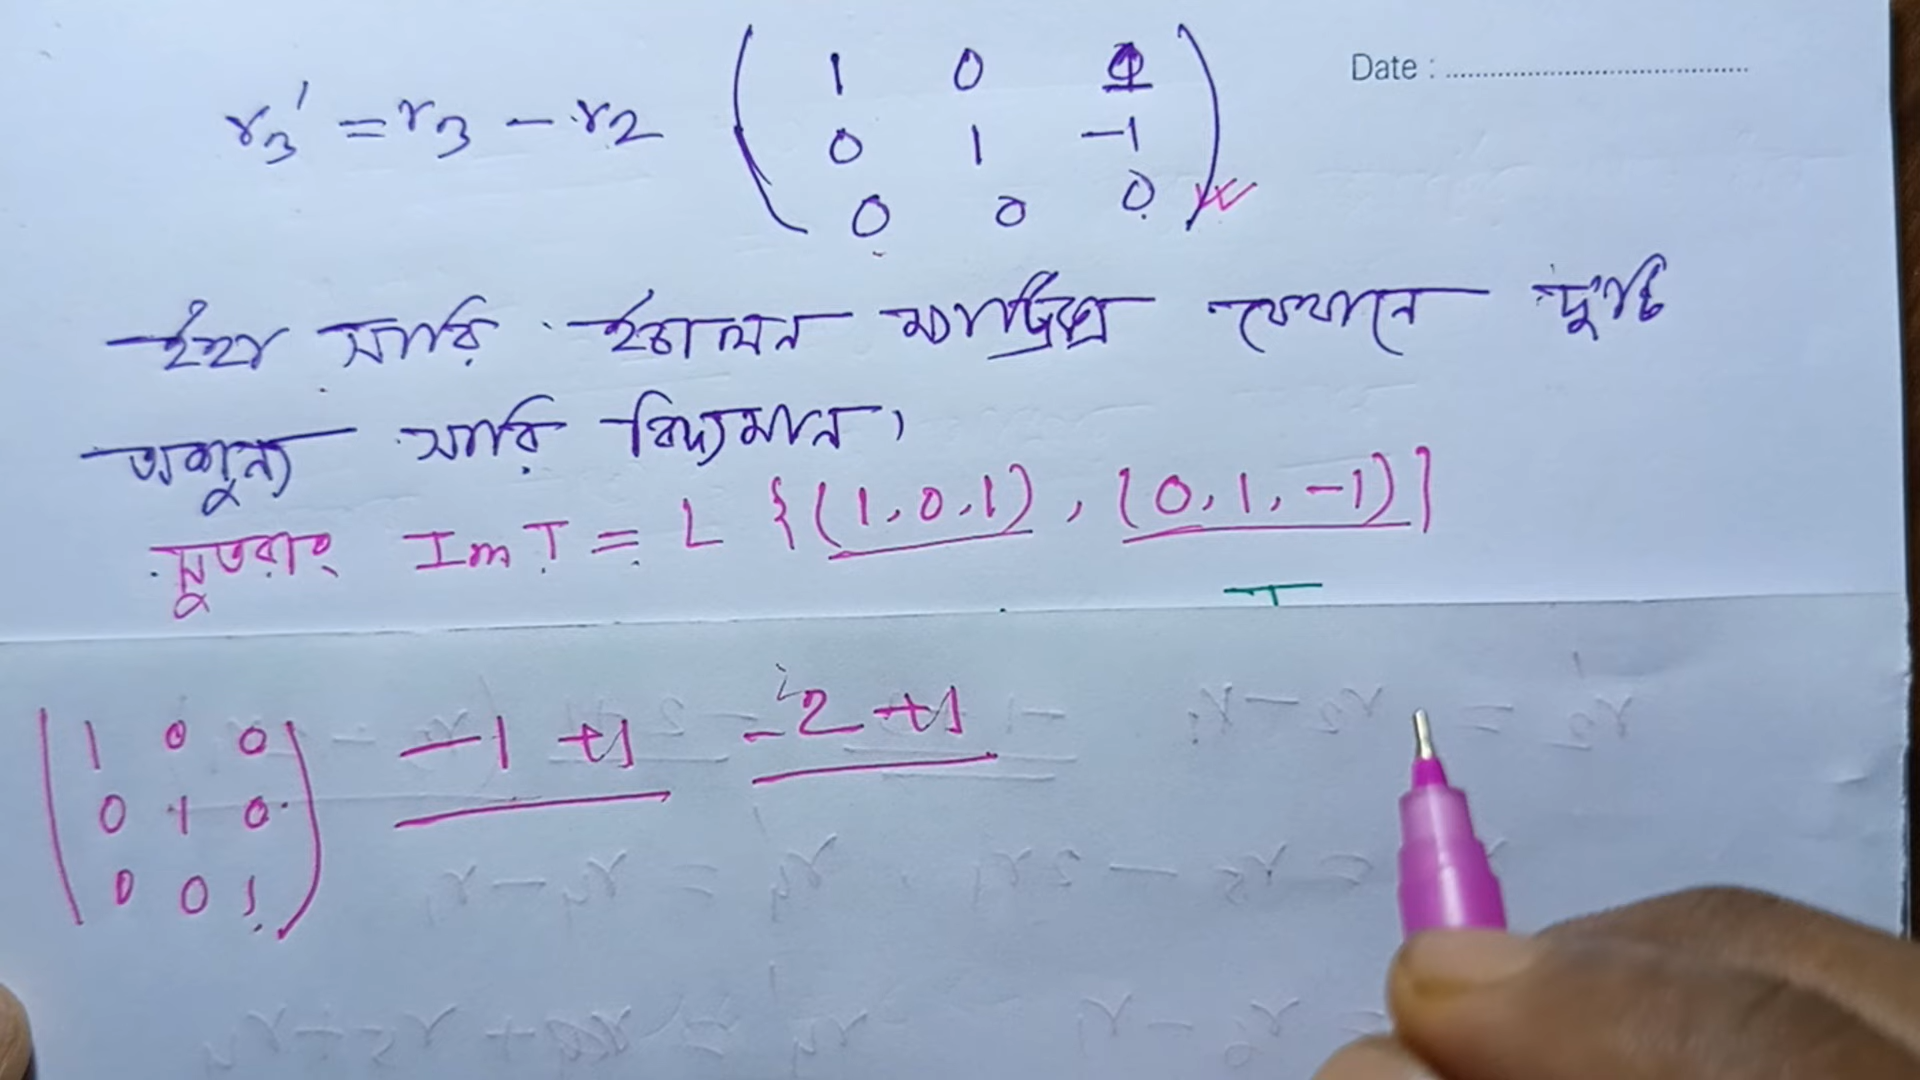 Date : ..........
r3' = r3 - r2 ( 1 0 1
0 1 -1
0 0 0 )
ইহা সারি ইচালন ম্যাট্রিক্স যেখানে দুটি
অশূন্য সারি বিদ্যমান।
সুতরাং Im T = L {(1, 0, 1), (0, 1, -1)}
( 1 0 0
0 1 0
0 0 1 )
-1 +1 -2 +1